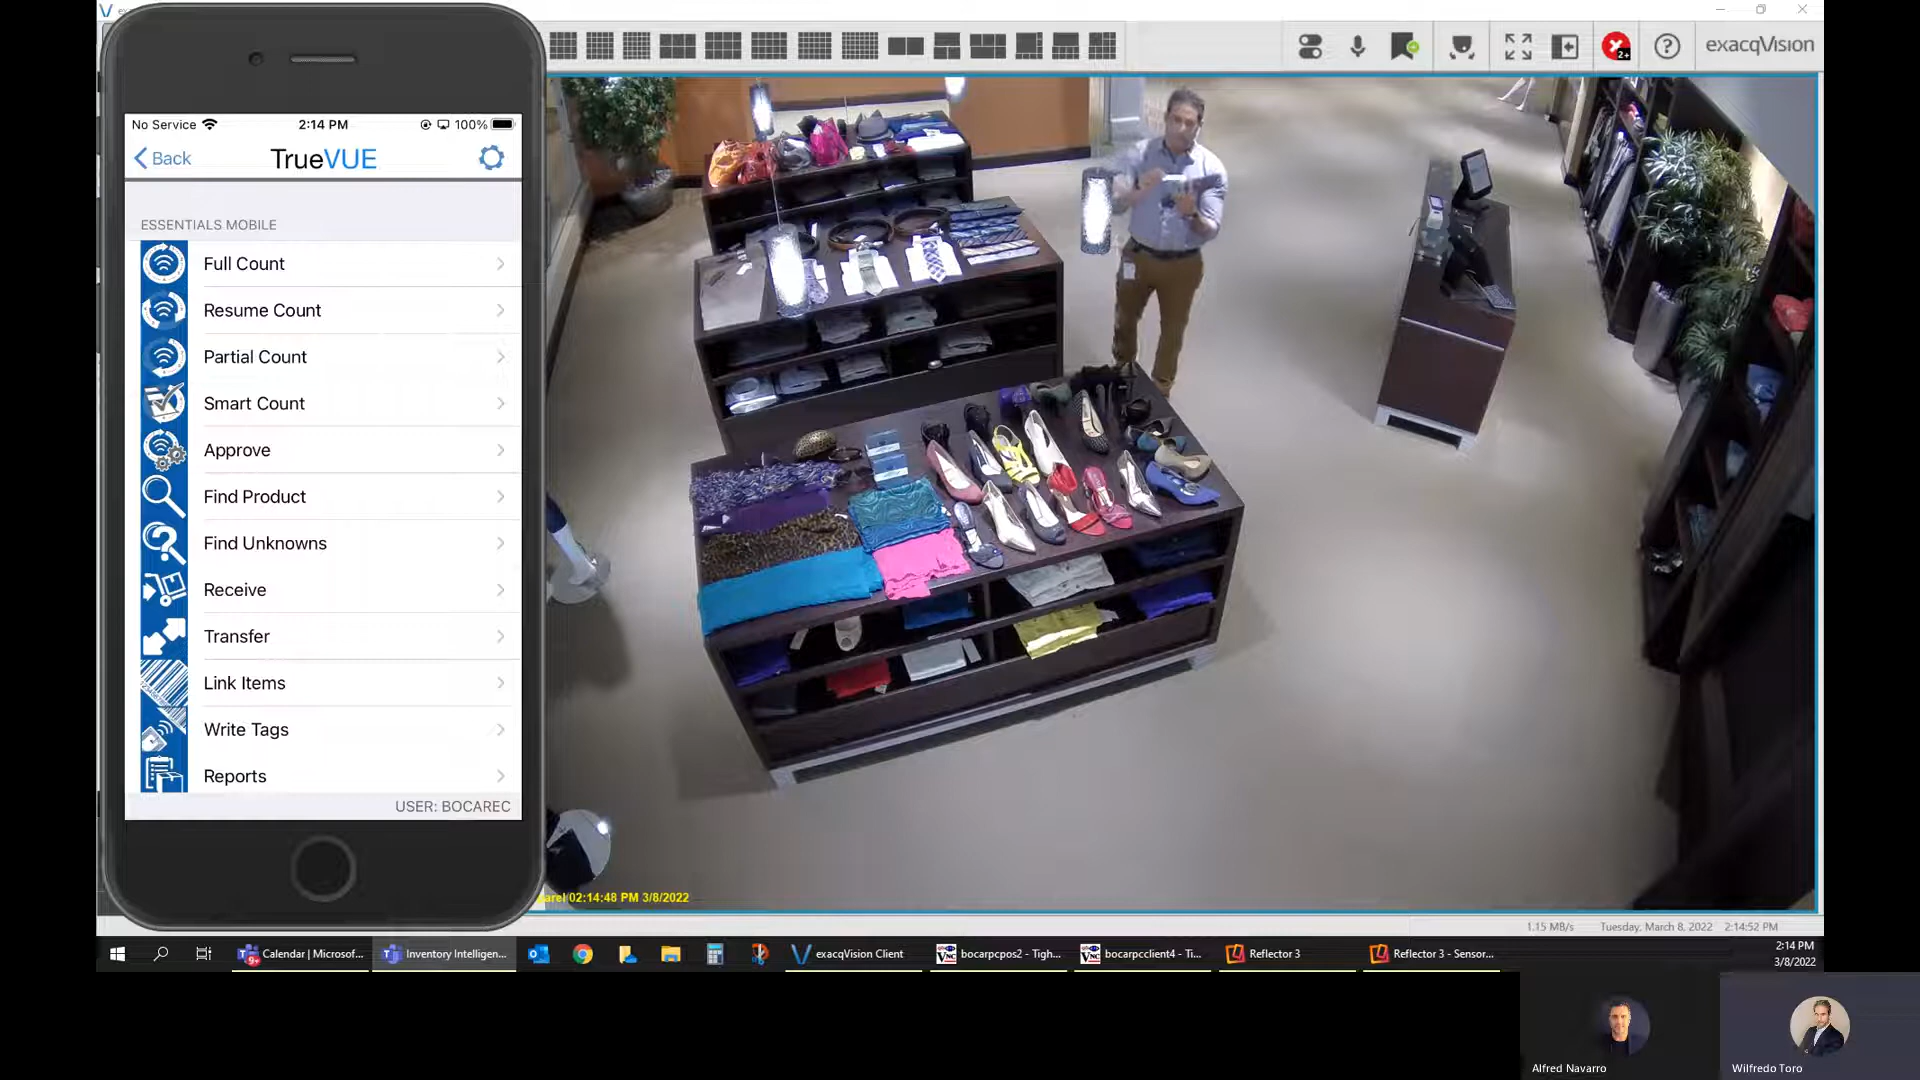 exacqVision
No Service
2:14 PM
100%
Back
TrueVUE
ESSENTIALS MOBILE
Full Count
Resume Count
Partial Count
Smart Count
Approve
Find Product
Find Unknowns
Receive
Transfer
Link Items
Write Tags
Reports
USER: BOCAREC
02:14:48 PM 3/8/2022
1.15 MB/s
Tuesday, March 8, 2022
2:14:52 PM
Calendar | Microsof...
Inventory Intelligen...
exacqVision Client
bocarpcpos2 - Tigh...
bocarpcclient4 - Ti...
Reflector 3
Reflector 3 - Sensor...
2:14 PM
3/8/2022
Alfred Navarro
Wilfredo Toro